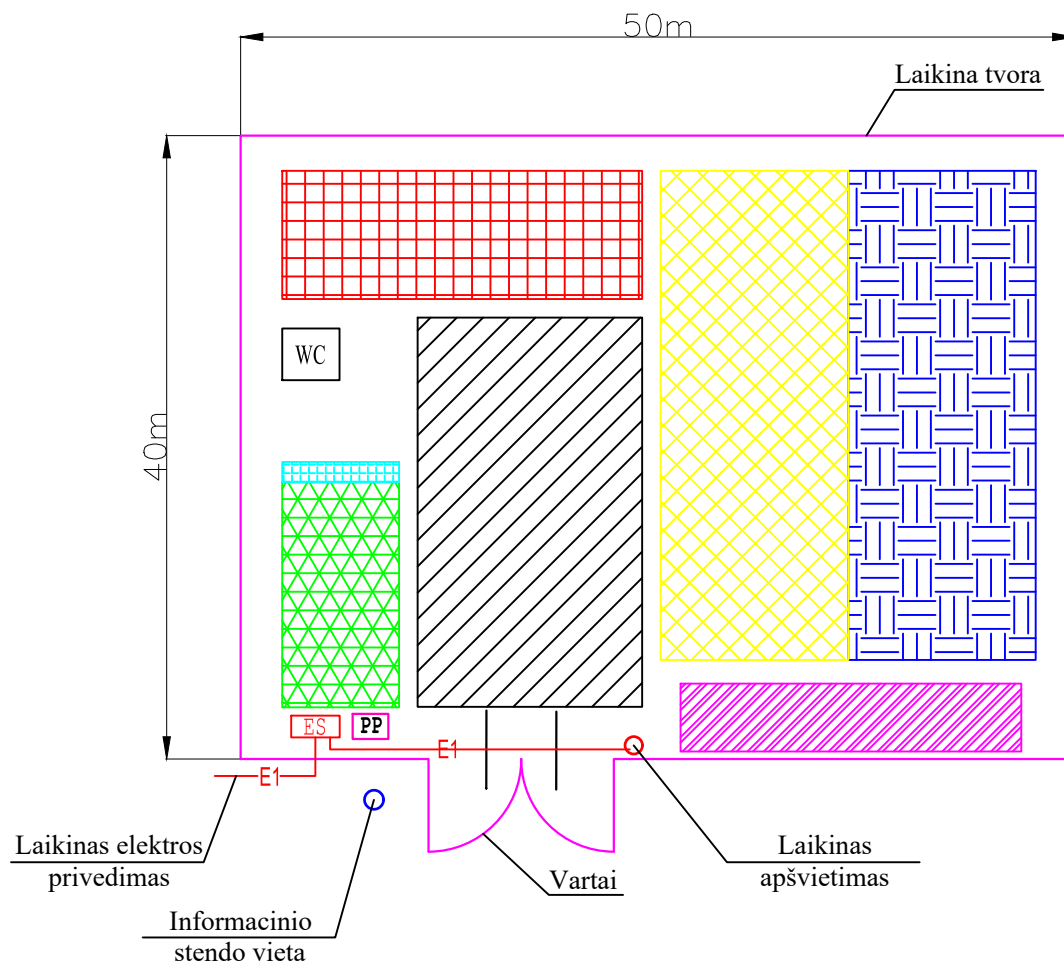 50m
Laikina tvora
WC
40m
ES
PP
E1
E1
Laikinas elektros
privedimas
Vartai
Laikinas
apšvietimas
Informacinio
stendo vieta